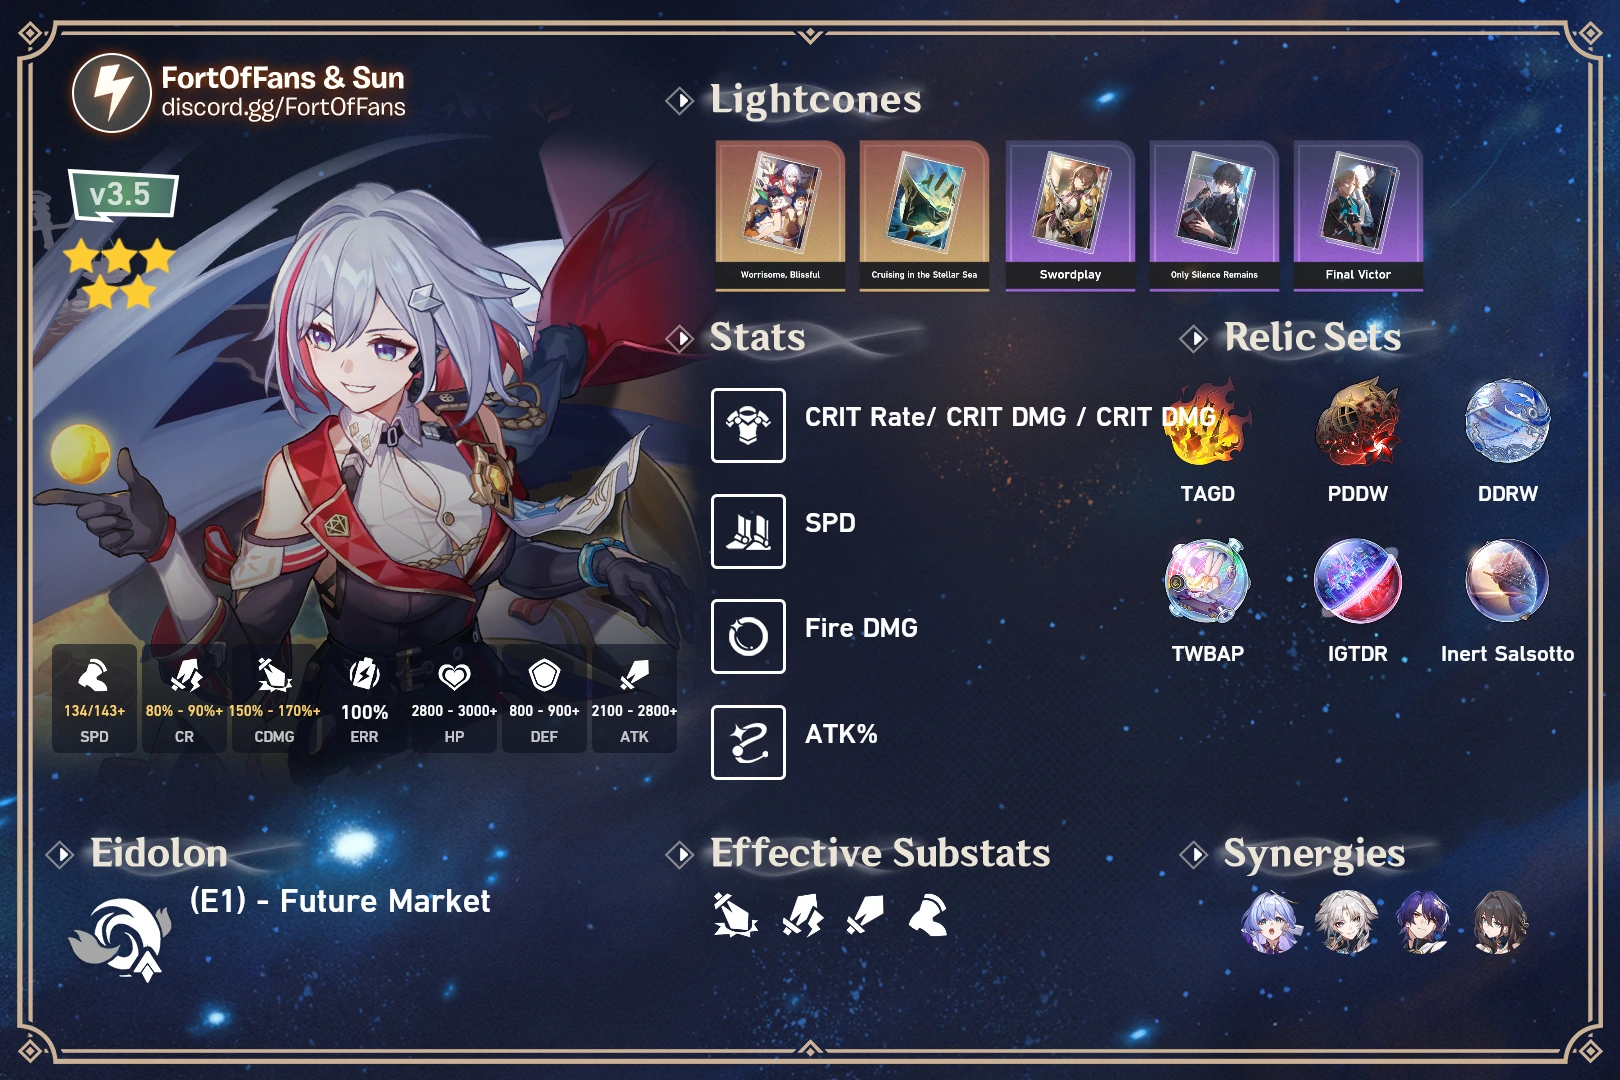 FortOfFans & Sun
discord.gg/FortOfFans
v3.5
134/143+
SPD
80% - 90%+
CR
150% - 170%+
CDMG
100%
ERR
2800 - 3000+
HP
800 - 900+
DEF
2100 - 2800+
ATK
Eidolon
(E1) - Future Market
Lightcones
Worrisome, Blissful
Cruising in the Stellar Sea
Swordplay
Only Silence Remains
Final Victor
Stats
CRIT Rate/ CRIT DMG / CRIT DMG
SPD
Fire DMG
ATK%
Relic Sets
TAGD
PDDW
DDRW
TWBAP
IGTDR
Inert Salsotto
Effective Substats
Synergies